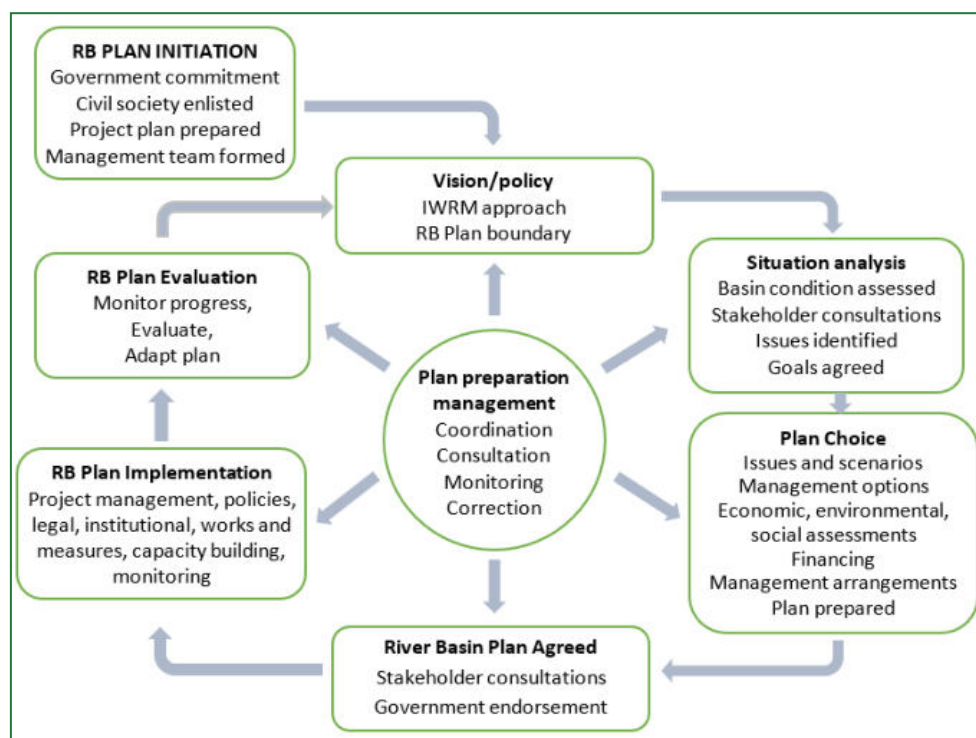 RB PLAN INITIATION
Government commitment
Civil society enlisted
Project plan prepared
Management team formed
Vision/policy
IWRM approach
RB Plan boundary
Situation analysis
Basin condition assessed
Stakeholder consultations
Issues identified
Goals agreed
Plan Choice
Issues and scenarios
Management options
Economic, environmental,
social assessments
Financing
Management arrangements
Plan prepared
River Basin Plan Agreed
Stakeholder consultations
Government endorsement
RB Plan Implementation
Project management, policies,
legal, institutional, works and
measures, capacity building,
monitoring
RB Plan Evaluation
Monitor progress,
Evaluate,
Adapt plan
Plan preparation
management
Coordination
Consultation
Monitoring
Correction